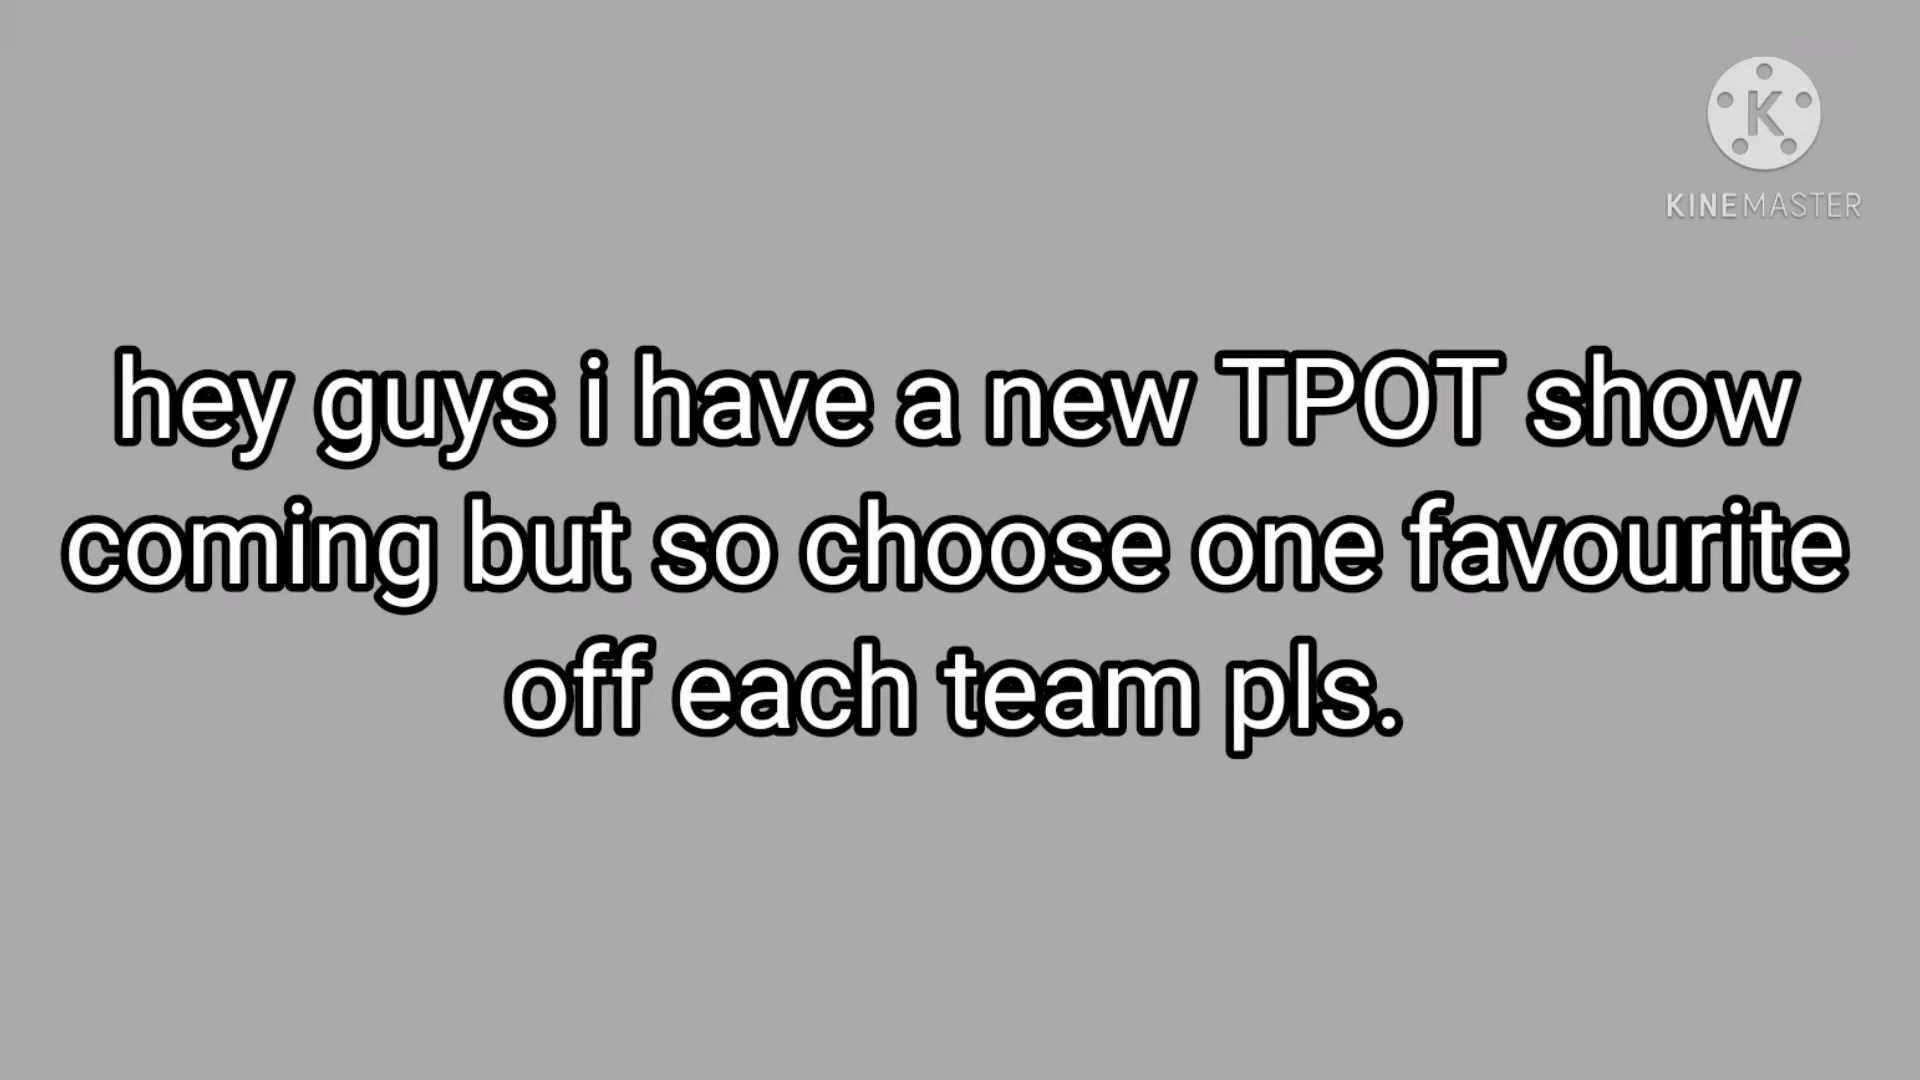 K
KINEMASTER
hey guys i have a new TPOT show
coming but so choose one favourite
off each team pls.